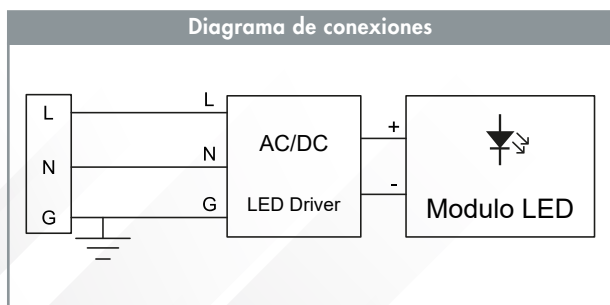 Diagrama de conexiones
L
N
G
L
N
G
AC/DC
LED Driver
+
-
Modulo LED